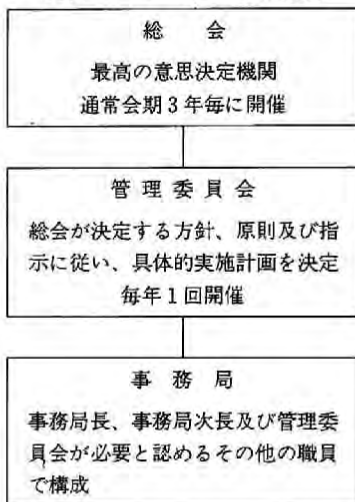 総会
最高の意思決定機関
通常会期3年毎に開催
管理委員会
総会が決定する方針、原則及び指
示に従い、具体的実施計画を決定
毎年1回開催
事務局
事務局長、事務局次長及び管理委
員会が必要と認めるその他の職員
で構成